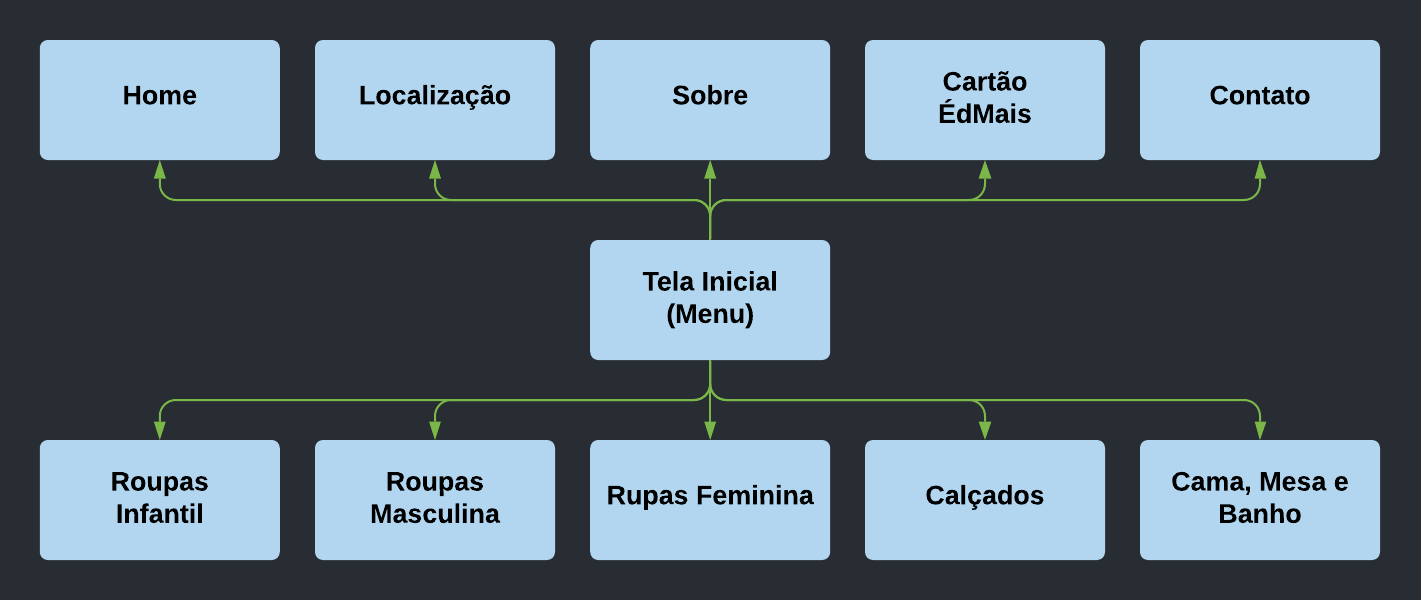 Home
Localização
Sobre
Cartão
ÉdMais
Contato
Tela Inicial
(Menu)
Roupas
Infantil
Roupas
Masculina
Rupas Feminina
Calçados
Cama, Mesa e
Banho